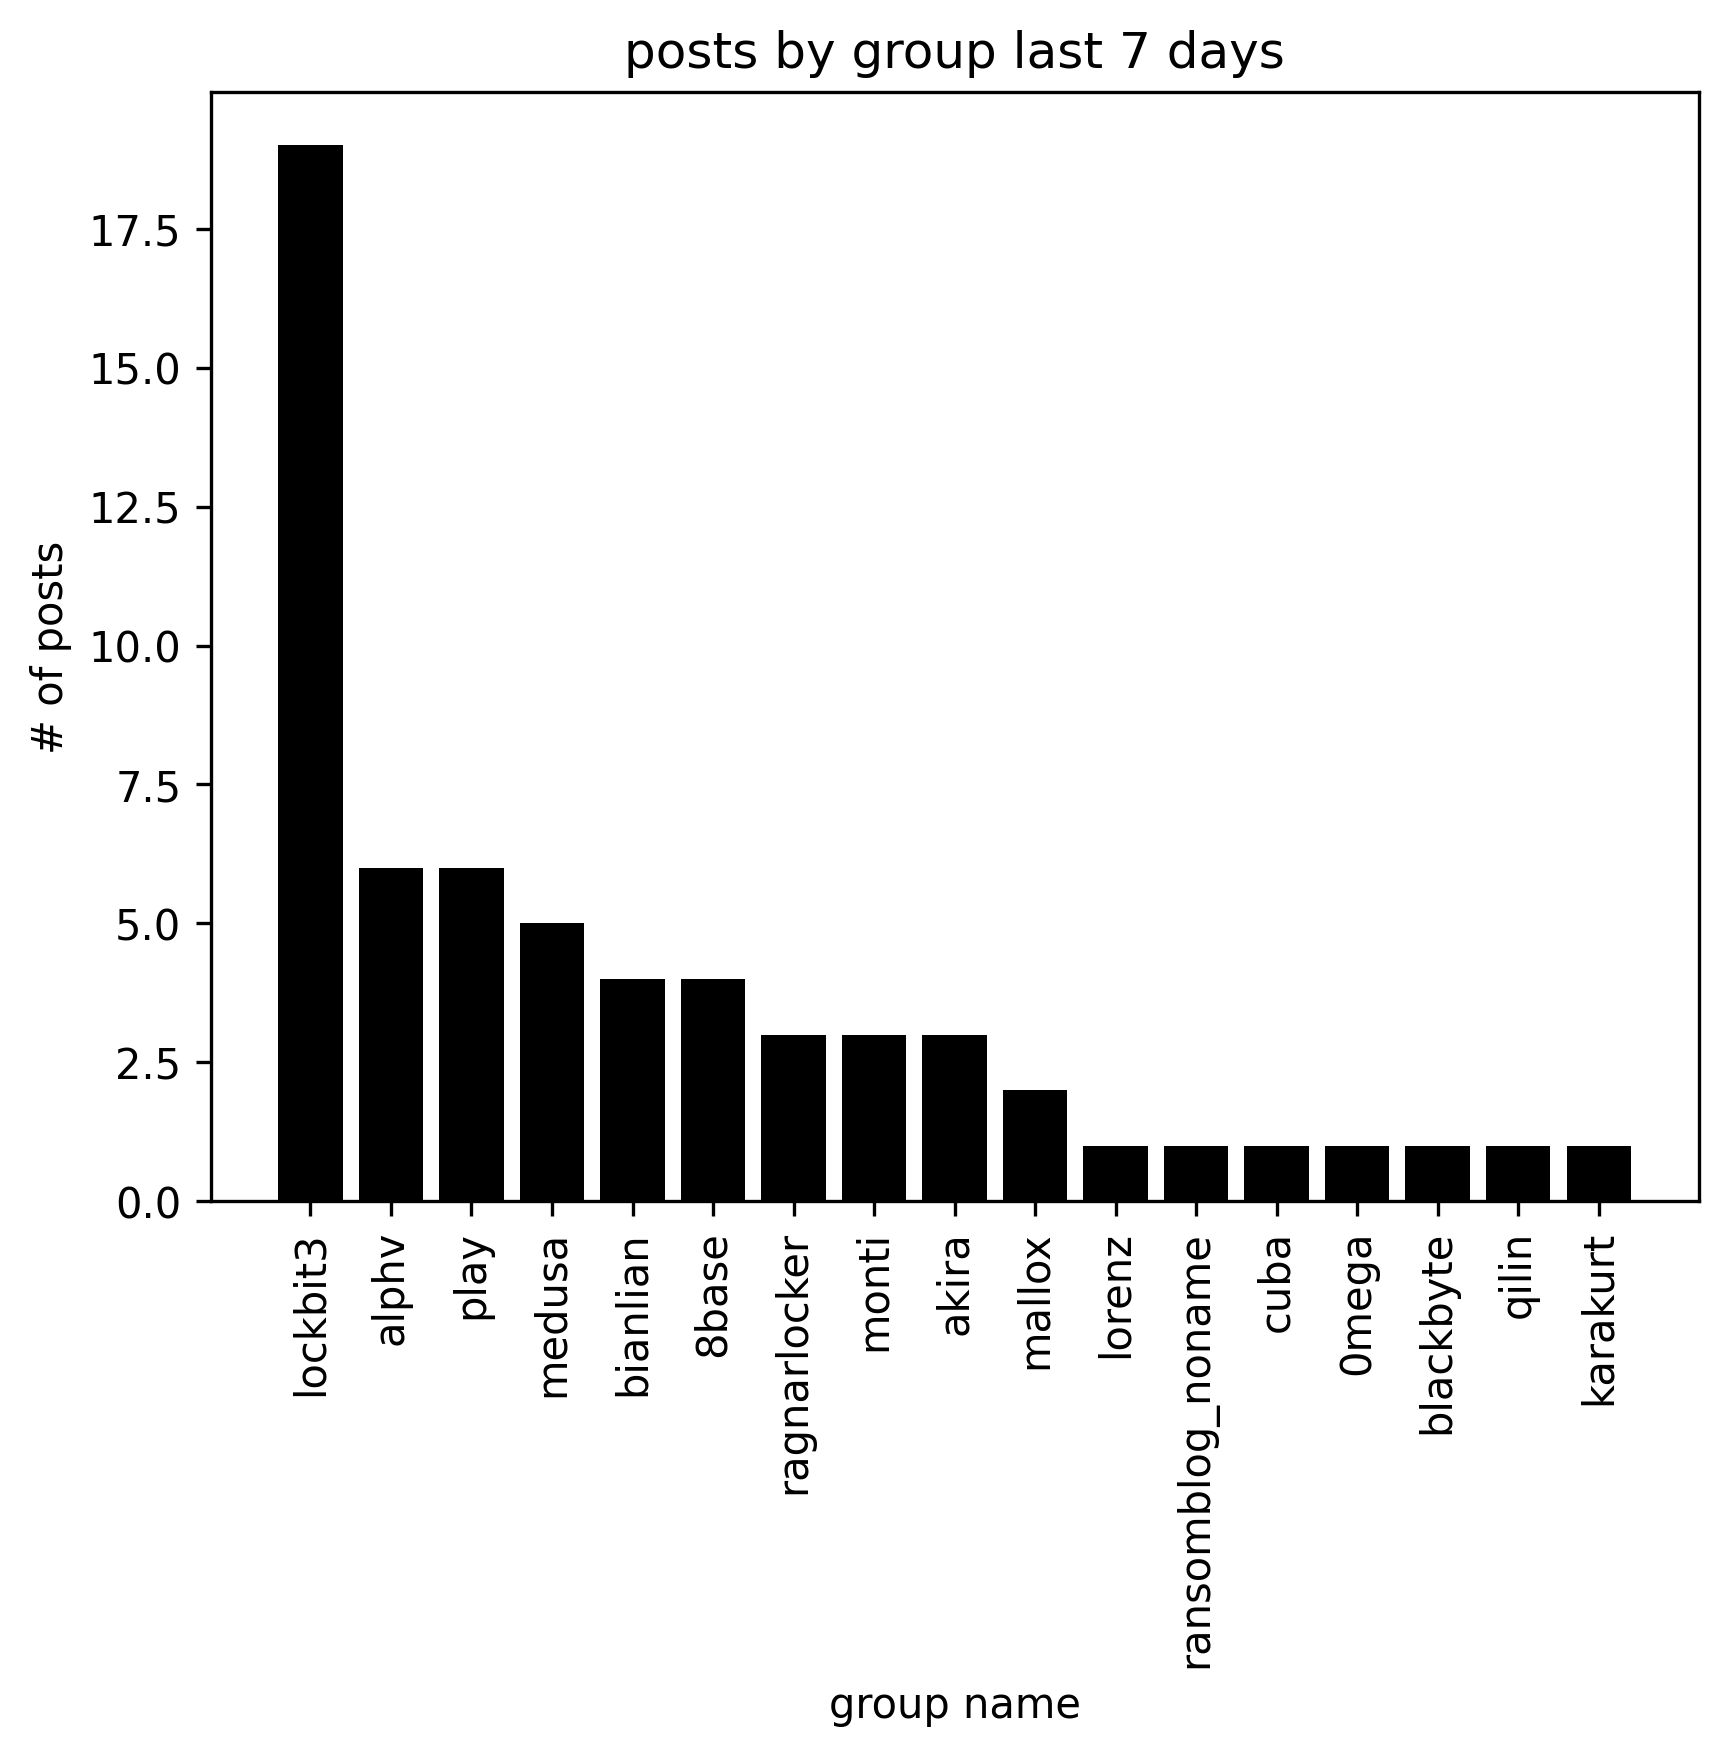 posts by group last 7 days
# of posts
17.5
15.0
12.5
10.0
7.5
5.0
2.5
0.0
lockbit3
alphv
play
medusa
bianlian
8base
ragnarlocker
monti
akira
mallox
lorenz
ransomblog_noname
cuba
0mega
blackbyte
qilin
karakurt
group name